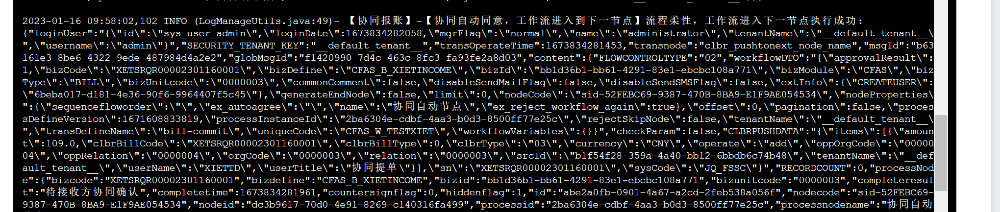 2023-01-16 09:58:02,102 INFO (LogManageUtils.java:49)- 【协同报账】-【协同自动同意，工作流进入到下一节点】流程柔性，工作流进入下一节点执行成功：
{"loginUser":"{\"id\":\"sys_user_admin\",\"loginDate\":1673834282058,\"mgrFlag\":\"normal\",\"name\":\"administrator\",\"tenantName\":\"__default_tenant__\
",\"username\":\"admin\"}","SECURITY_TENANT_KEY":"__default_tenant__","transOperateTime":1673834281453,"transnode":"clbr_pushtonext_node_name","msgId":"b63
161e3-8be6-4322-9ede-487984d4a2e2","globMsgId":"f1420990-7d4c-463c-8fc3-fa93fe2a8d03","content":{"FLOWCONTROLTYPE":"02","workflowDTO":"{\"approvalResult\":
1,\"bizCode\":\"XETSRQR00002301160001\",\"bizDefine\":\"CFAS_B_XIETINCOME\",\"bizId\":\"bb1d36b1-bb61-4291-83e1-ebcbc108a771\",\"bizModule\":\"CFAS\",\"biz
Type\":\"BILL\",\"bizUnitcode\":\"0000003\",\"commonComment\":false,\"disableSendMailFlag\":false,\"disableSendSMSFlag\":false,\"extInfo\":{\"CREATEUSER\":
\"6beba017-d181-4e36-90f6-9964407f5c45\"},\"generateEndNode\":false,\"limit\":0,\"nodeCode\":\"sid-52FEBC69-9387-470B-8BA9-E1F9AE054534\",\"nodeProperties\
":{\"sequencefloworder\":\"\",\"ex_autoagree\":\"\",\"name\":\"协同自动节点\",\"ex_reject_workflow_again\":true},\"offset\":0,\"pagination\":false,\"proces
sDefineVersion\":1671608833819,\"processInstanceId\":\"2ba6304e-cdbf-4aa3-b0d3-8500ff77e25c\",\"rejectSkipNode\":false,\"tenantName\":\"__default_tenant__\
",\"transDefineName\":\"bill-commit\",\"uniqueCode\":\"CFAS_W_TESTXIET\",\"workflowVariables\":{}}","checkParam":false,"CLBRPUSHDATA":"{\"items\":[{\"amoun
t\":109.0,\"clbrBillCode\":\"XETSRQR00002301160001\",\"clbrBillType\":0,\"clbrType\":\"03\",\"currency\":\"CNY\",\"operate\":\"add\",\"oppOrgCode\":\"00000
04\",\"oppRelation\":\"0000004\",\"orgCode\":\"0000003\",\"relation\":\"0000003\",\"srcId\":\"b1f54f28-359a-4a40-bb12-6bbdb6c74b48\",\"tenantName\":\"__def
ault_tenant__\",\"userName\":\"XIETTD\",\"userTitle\":\"协同提单\"}],\"sn\":\"XETSRQR00002301160001\",\"sysCode\":\"JQ_FSSC\"}","RECORDCOUNT":0,"processNod
e":{"bizcode":"XETSRQR00002301160001","bizdefine":"CFAS_B_XIETINCOME","bizid":"bb1d36b1-bb61-4291-83e1-ebcbc108a771","bizunitcode":"0000003","completeresul
t":"待接收方协同确认","completetime":1673834281961,"countersignflag":0,"hiddenflag":1,"id":"abe2a0fb-0901-4a67-a2cd-2feb538a056f","nodecode":"sid-52FEBC69-
9387-470B-8BA9-E1F9AE054534","nodeid":"dc3b9617-70d0-4e91-8269-c140316fa499","processid":"2ba6304e-cdbf-4aa3-b0d3-8500ff77e25c","processnodename":"协同自动